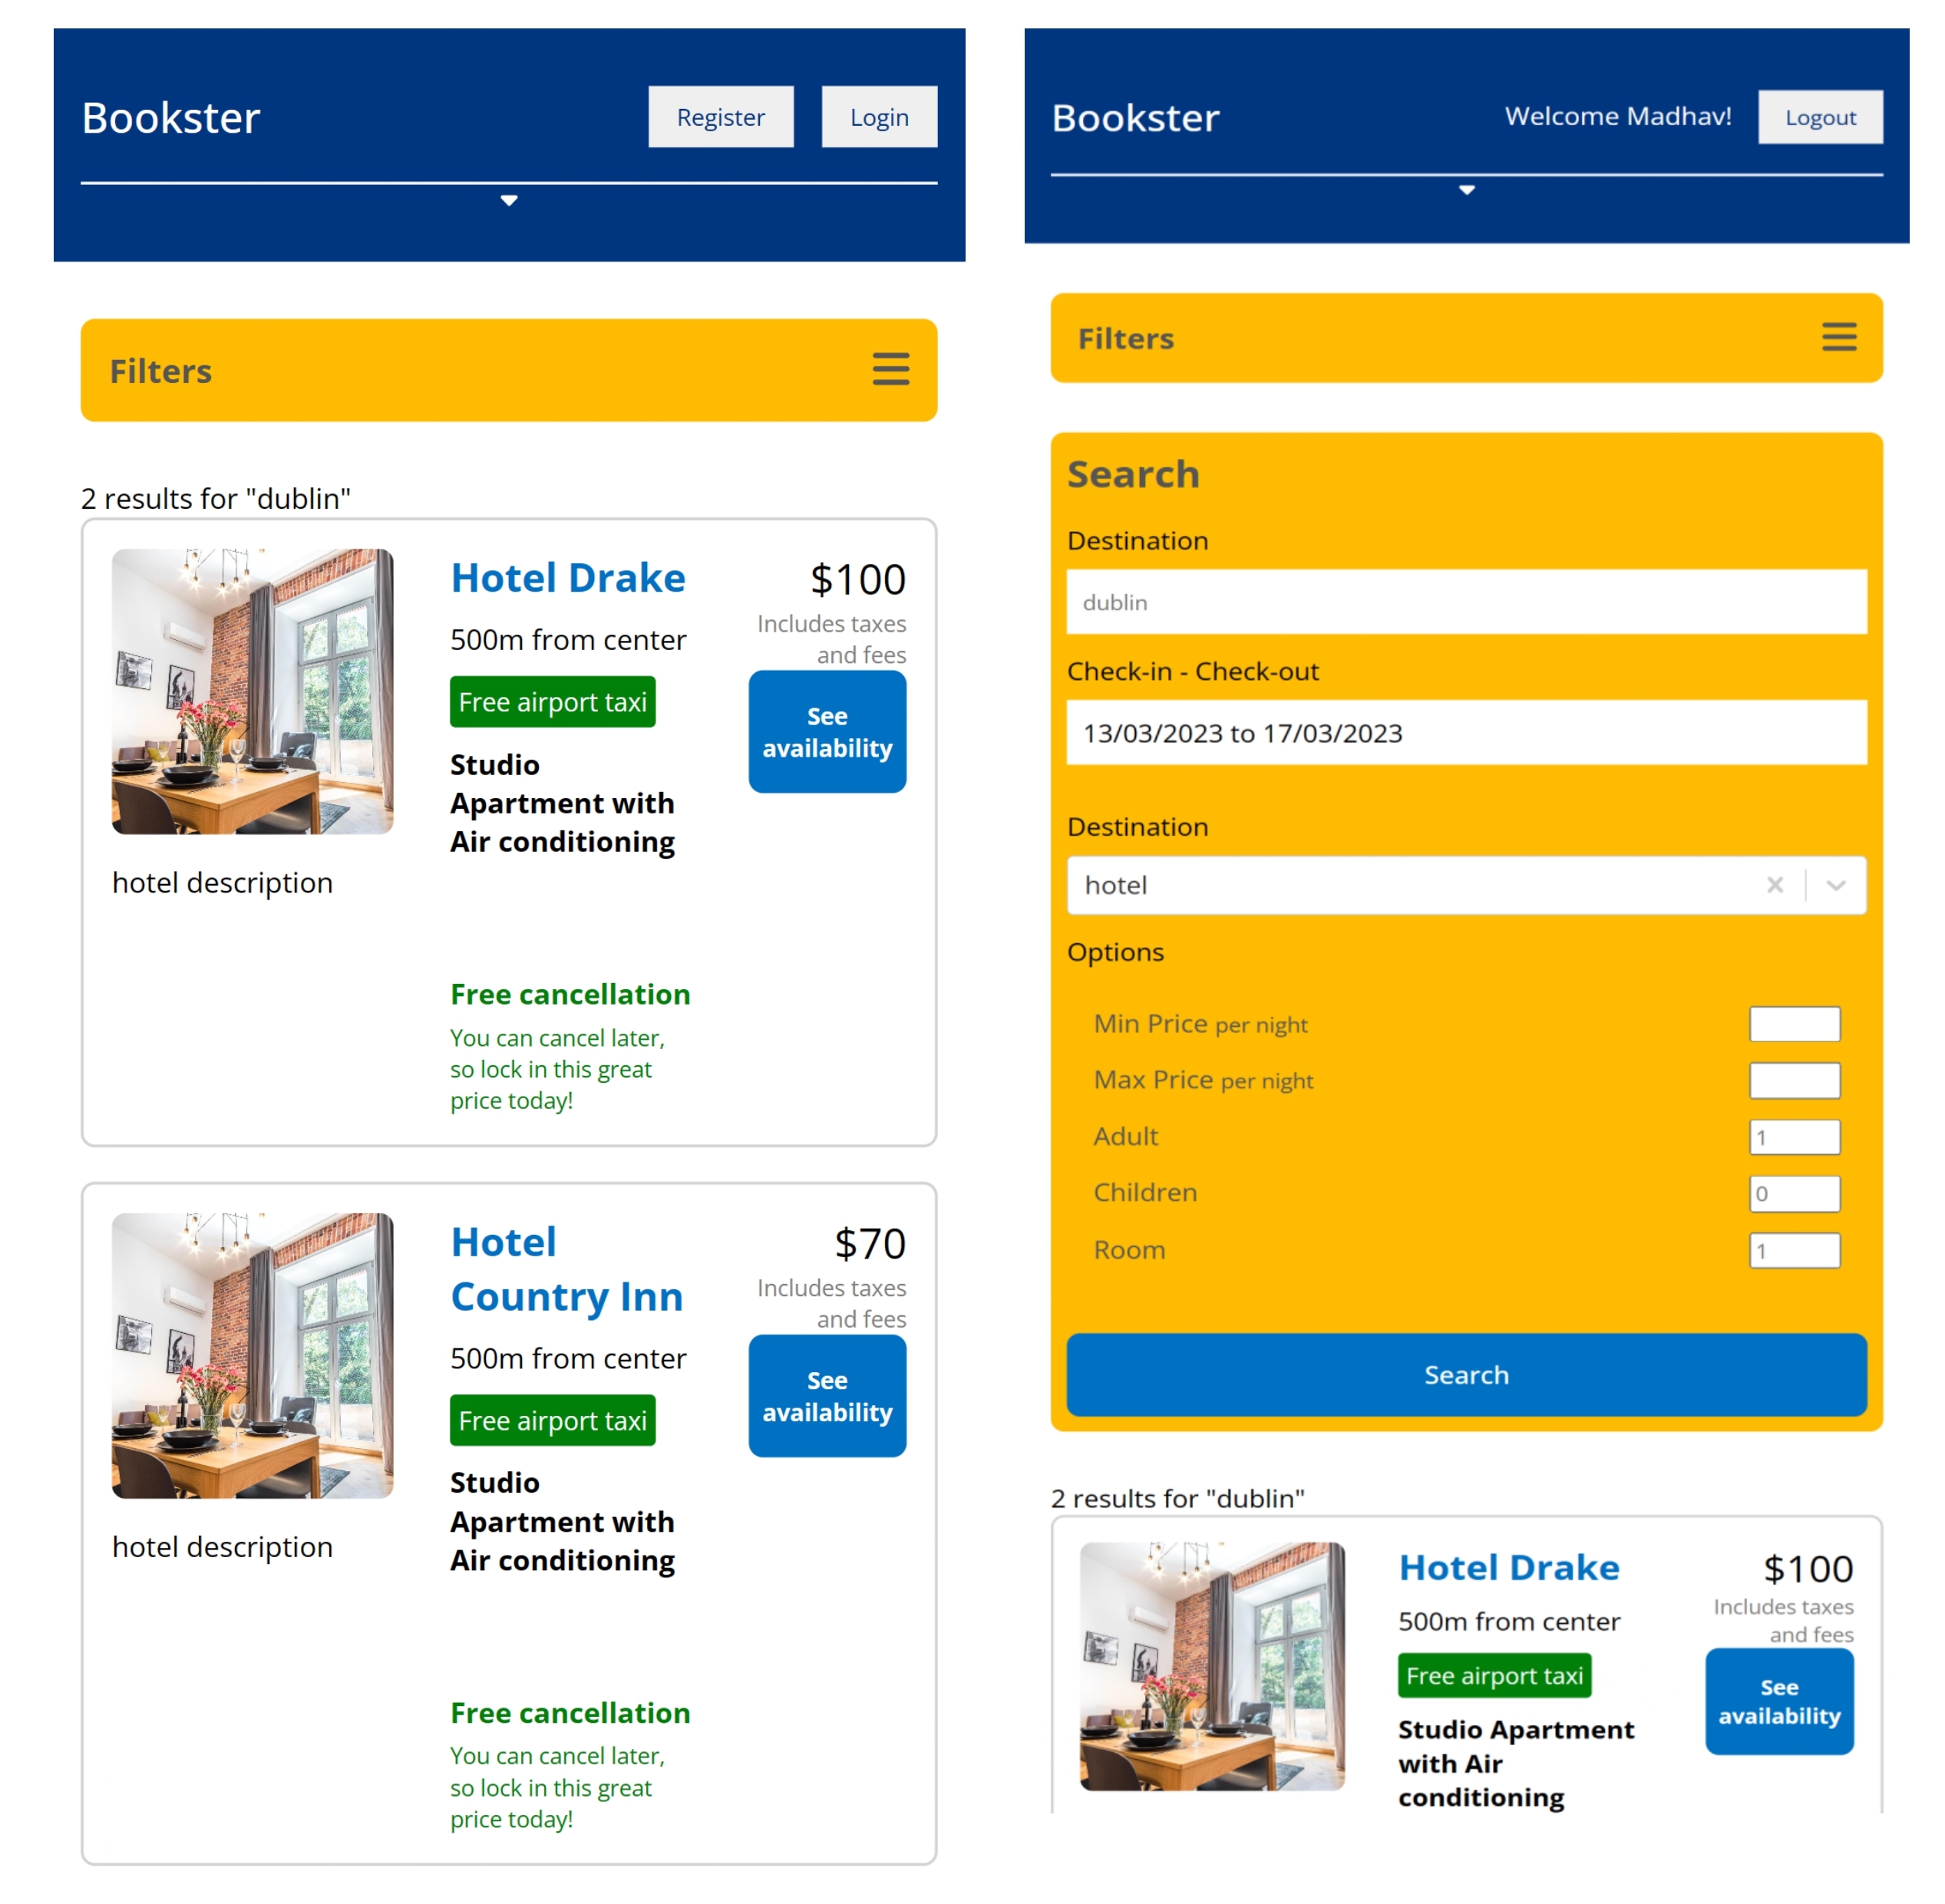 Bookster
Register
Login
Filters
2 results for "dublin"
Hotel Drake
$100
500m from center
Includes taxes
and fees
Free airport taxi
See
availability
Studio
Apartment with
Air conditioning
hotel description
Free cancellation
You can cancel later,
so lock in this great
price today!
Hotel
Country Inn
$70
500m from center
Includes taxes
and fees
Free airport taxi
See
availability
Studio
Apartment with
Air conditioning
hotel description
Free cancellation
You can cancel later,
so lock in this great
price today!
Bookster
Welcome Madhav!
Logout
Filters
Search
Destination
dublin
Check-in - Check-out
13/03/2023 to 17/03/2023
Destination
hotel
Options
Min Price per night
Max Price per night
Adult 1
Children 0
Room 1
Search
2 results for "dublin"
Hotel Drake
$100
500m from center
Includes taxes
and fees
Free airport taxi
See
availability
Studio Apartment
with Air
conditioning